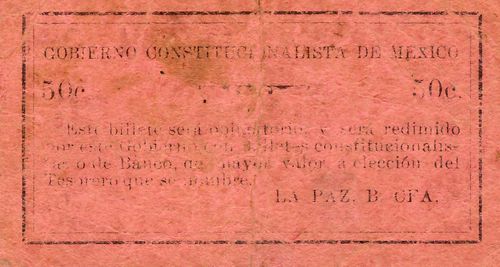 GOBIERNO CONSTITUCIONALISTA DE MEXICO
50c. 50c.
Este billete será obligatorio, y será redimido
por este Gobierno con billetes constitucionalis-
tas o de Banco, de mayor valor a elección del
Tesorero que se nombre.
LA PAZ, B. CFA.